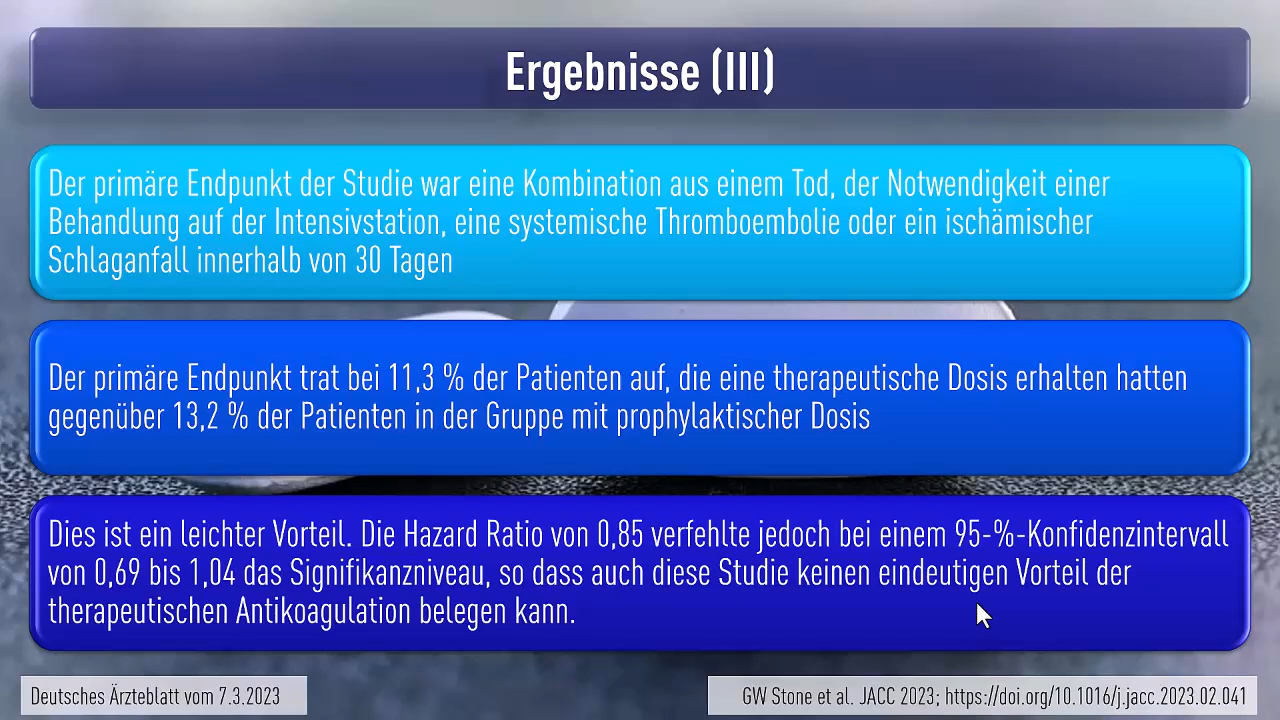 Ergebnisse (III)
Der primäre Endpunkt der Studie war eine Kombination aus einem Tod, der Notwendigkeit einer
Behandlung auf der Intensivstation, eine systemische Thromboembolie oder ein ischämischer
Schlaganfall innerhalb von 30 Tagen
Der primäre Endpunkt trat bei 11,3 % der Patienten auf, die eine therapeutische Dosis erhalten hatten
gegenüber 13,2 % der Patienten in der Gruppe mit prophylaktischer Dosis
Dies ist ein leichter Vorteil. Die Hazard Ratio von 0,85 verfehlte jedoch bei einem 95-%-Konfidenzintervall
von 0,69 bis 1,04 das Signifikanzniveau, so dass auch diese Studie keinen eindeutigen Vorteil der
therapeutischen Antikoagulation belegen kann.
Deutsches Ärzteblatt vom 7.3.2023
GW Stone et al. JACC 2023; https://doi.org/10.1016/j.jacc.2023.02.041